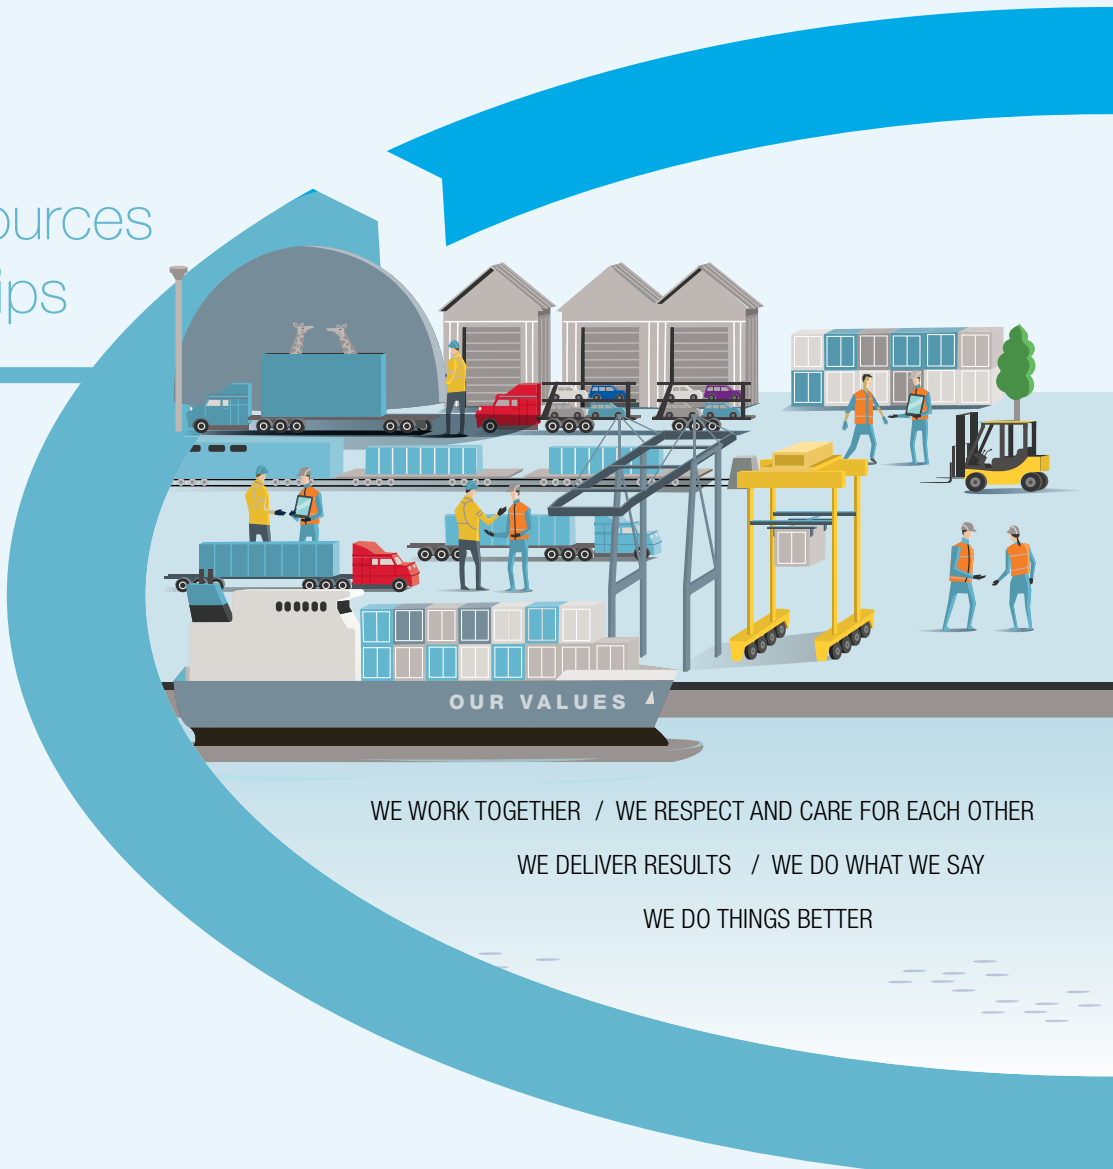 ources
ips
OUR VALUES
WE WORK TOGETHER / WE RESPECT AND CARE FOR EACH OTHER
WE DELIVER RESULTS / WE DO WHAT WE SAY
WE DO THINGS BETTER